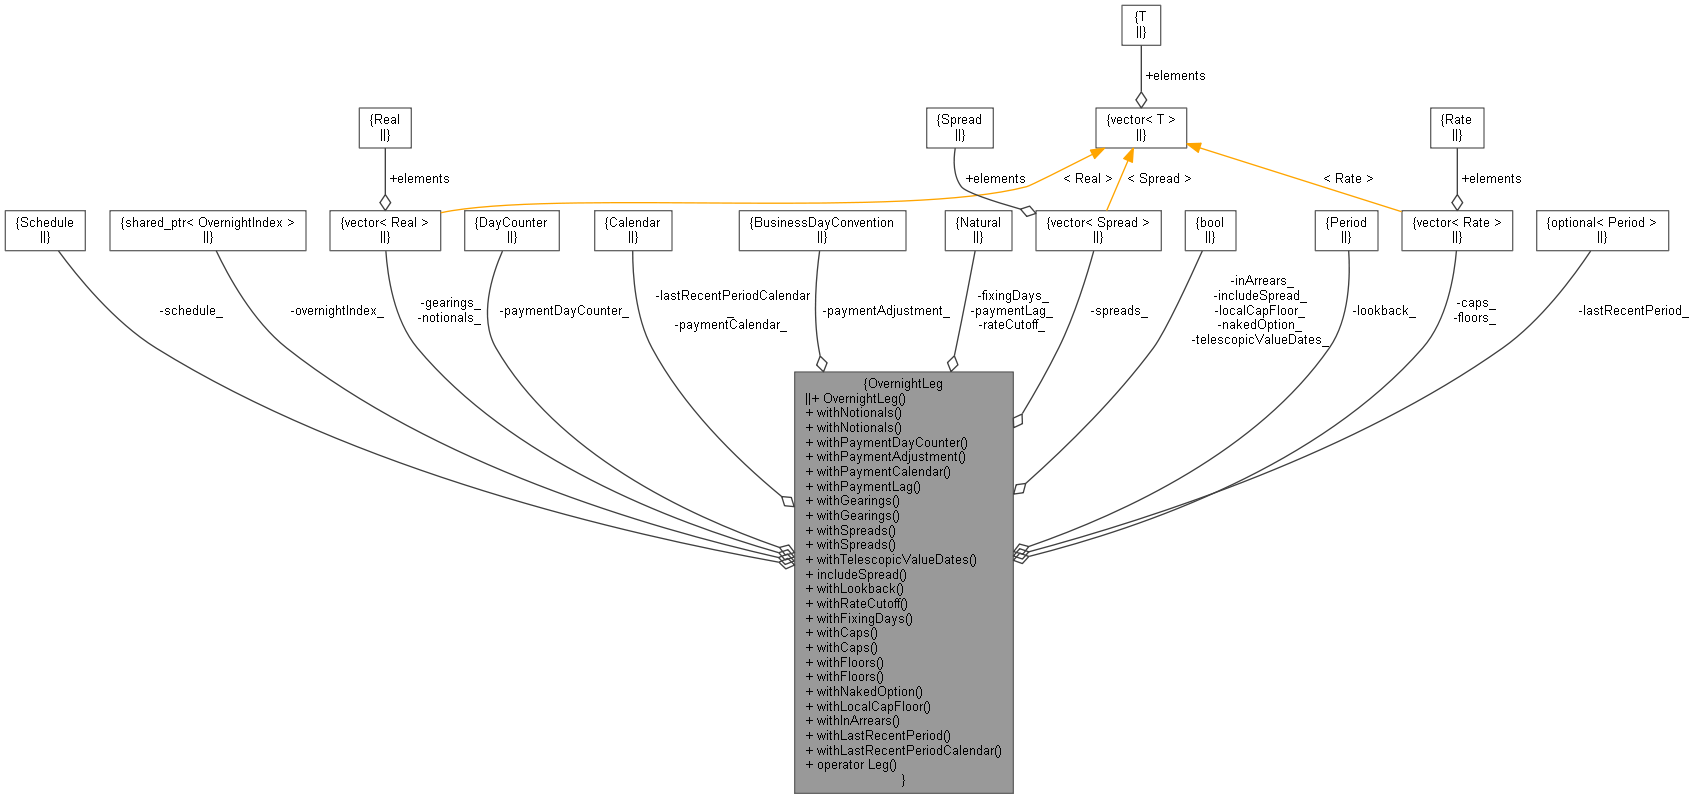 {T
||}
+elements
{Real
||}
{Spread
||}
{vector< T >
||}
{Rate
||}
+elements
+elements
< Real >
< Spread >
< Rate >
+elements
{Schedule
||}
{shared_ptr< OvernightIndex >
||}
{vector< Real >
||}
{DayCounter
||}
{Calendar
||}
{BusinessDayConvention
||}
{Natural
||}
{vector< Spread >
||}
{bool
||}
{Period
||}
{vector< Rate >
||}
{optional< Period >
||}
-schedule_
-overnightIndex_
-gearings_
-notionals_
-paymentDayCounter_
-lastRecentPeriodCalendar
_
-paymentCalendar_
-paymentAdjustment_
-fixingDays_
-paymentLag_
-rateCutoff_
-spreads_
-inArrears_
-includeSpread_
-localCapFloor_
-nakedOption_
-telescopicValueDates_
-lookback_
-caps_
-floors_
-lastRecentPeriod_
{OvernightLeg
||+ OvernightLeg()
+ withNotionals()
+ withNotionals()
+ withPaymentDayCounter()
+ withPaymentAdjustment()
+ withPaymentCalendar()
+ withPaymentLag()
+ withGearings()
+ withGearings()
+ withSpreads()
+ withSpreads()
+ withTelescopicValueDates()
+ includeSpread()
+ withLookback()
+ withRateCutoff()
+ withFixingDays()
+ withCaps()
+ withCaps()
+ withFloors()
+ withFloors()
+ withNakedOption()
+ withLocalCapFloor()
+ withInArrears()
+ withLastRecentPeriod()
+ withLastRecentPeriodCalendar()
+ operator Leg()
}